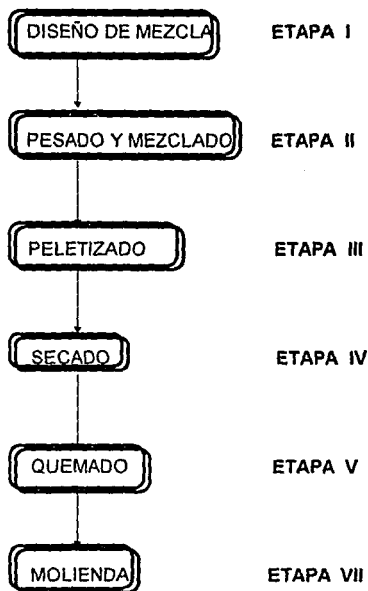 DISEÑO DE MEZCLA ETAPA I
PESADO Y MEZCLADO ETAPA II
PELETIZADO ETAPA III
SECADO ETAPA IV
QUEMADO ETAPA V
MOLIENDA ETAPA VII